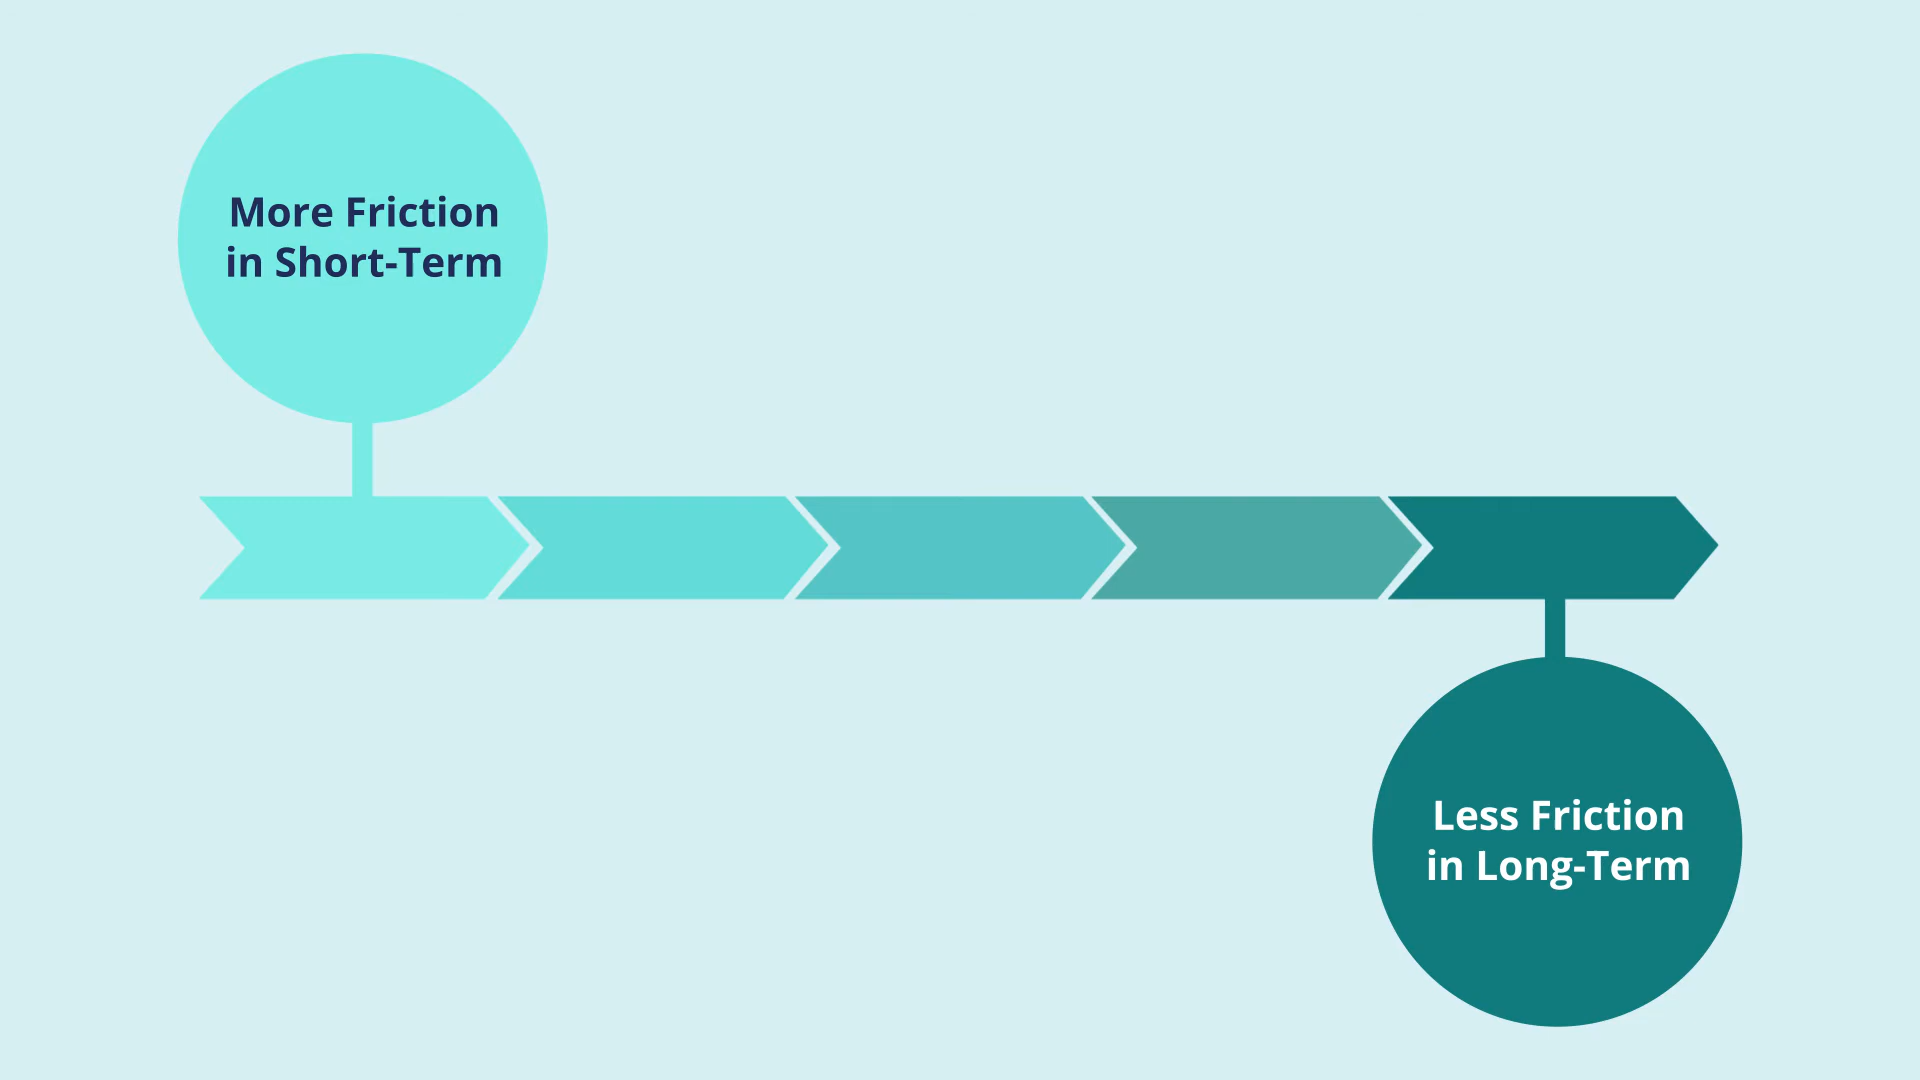 More Friction
in Short-Term
Less Friction
in Long-Term